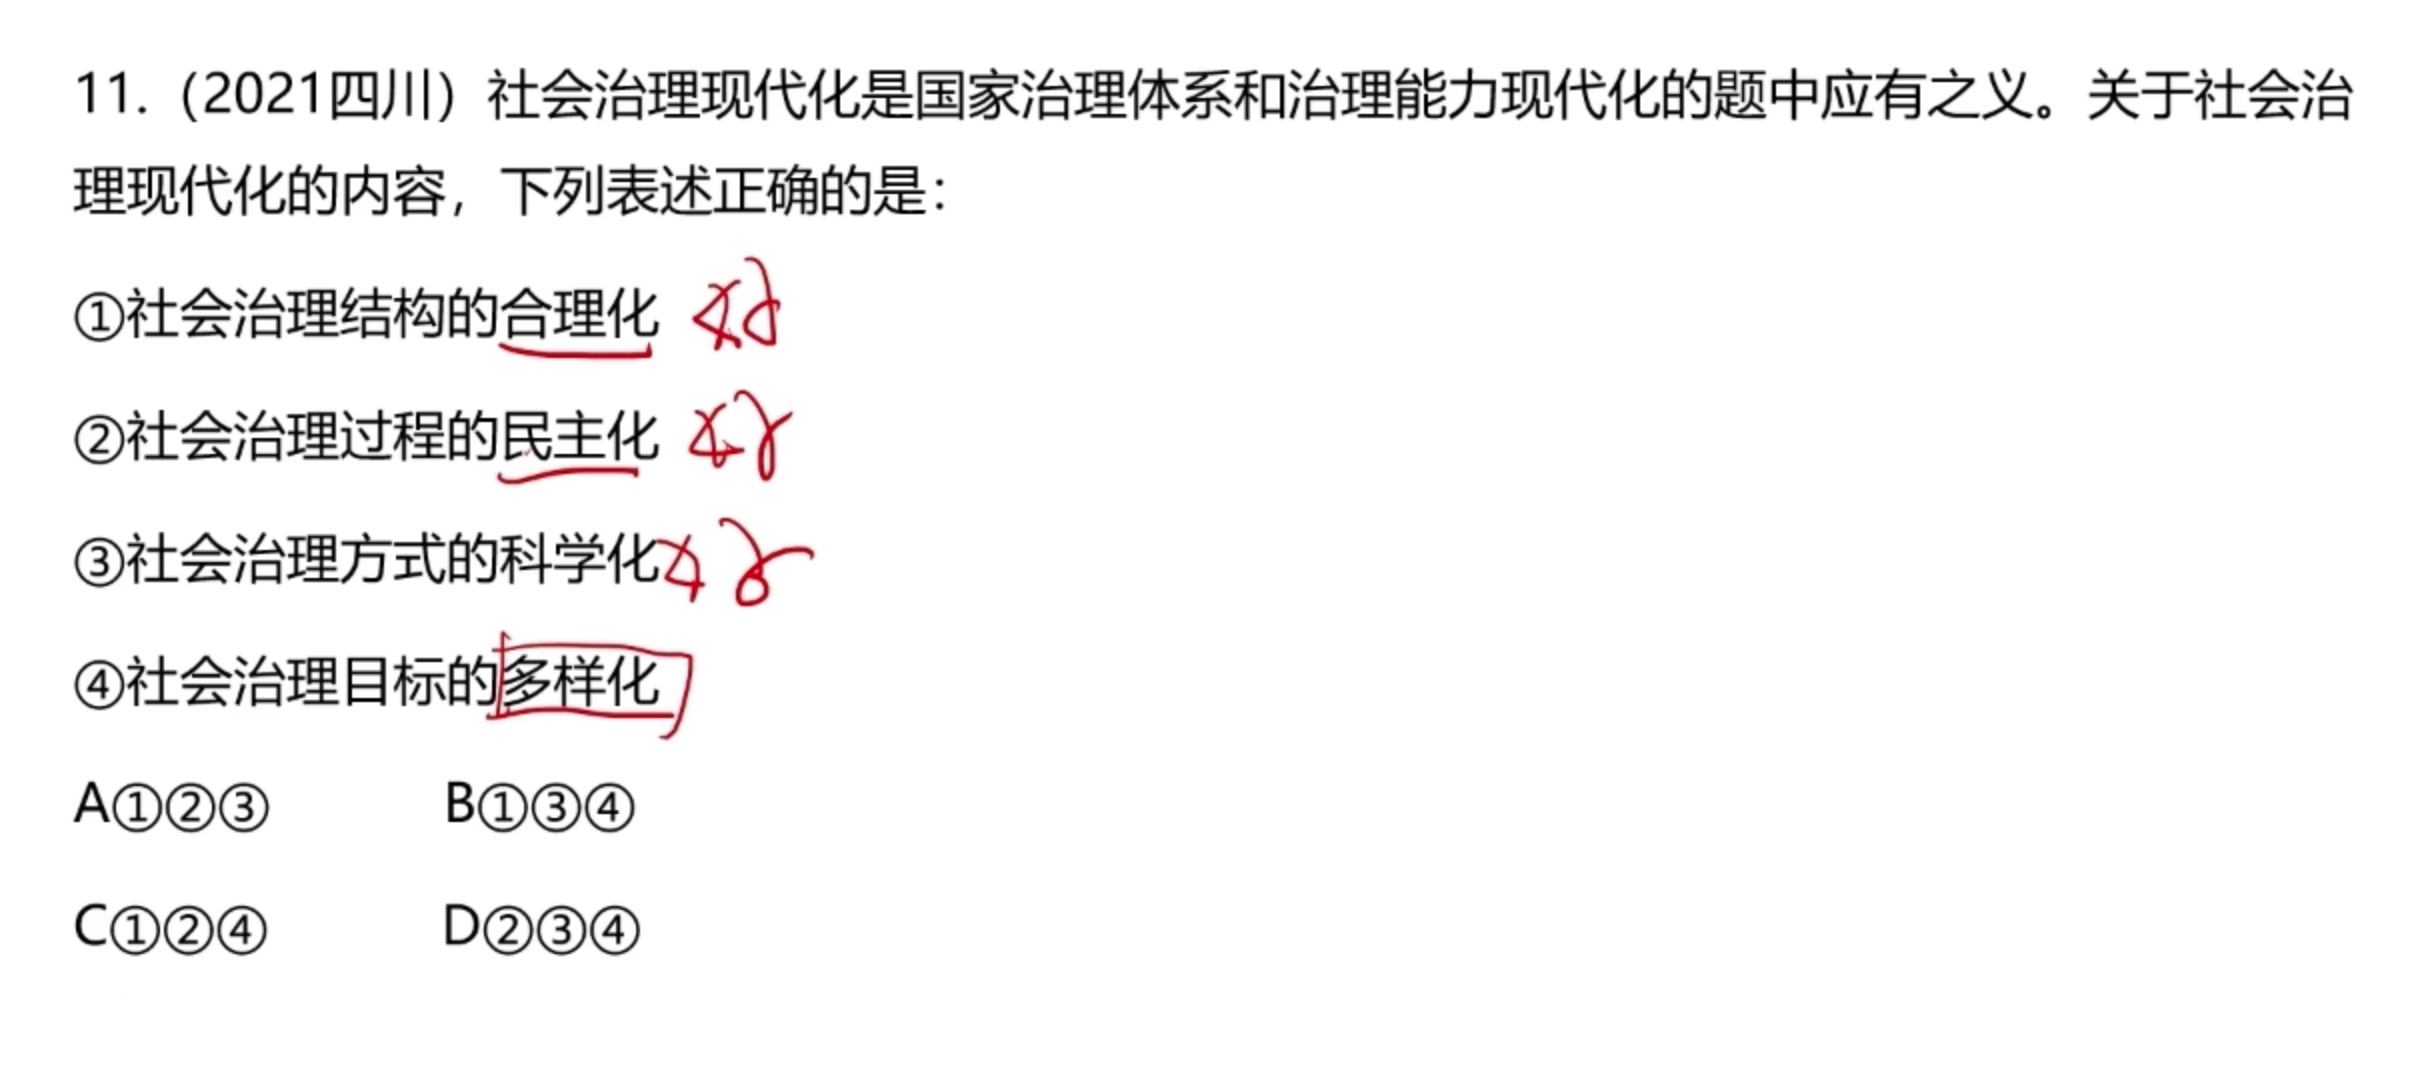 11.（2021四川）社会治理现代化是国家治理体系和治理能力现代化的题中应有之义。关于社会治
理现代化的内容，下列表述正确的是：
①社会治理结构的合理化
②社会治理过程的民主化
③社会治理方式的科学化
④社会治理目标的多样化
A①②③ B①③④
C①②④ D②③④